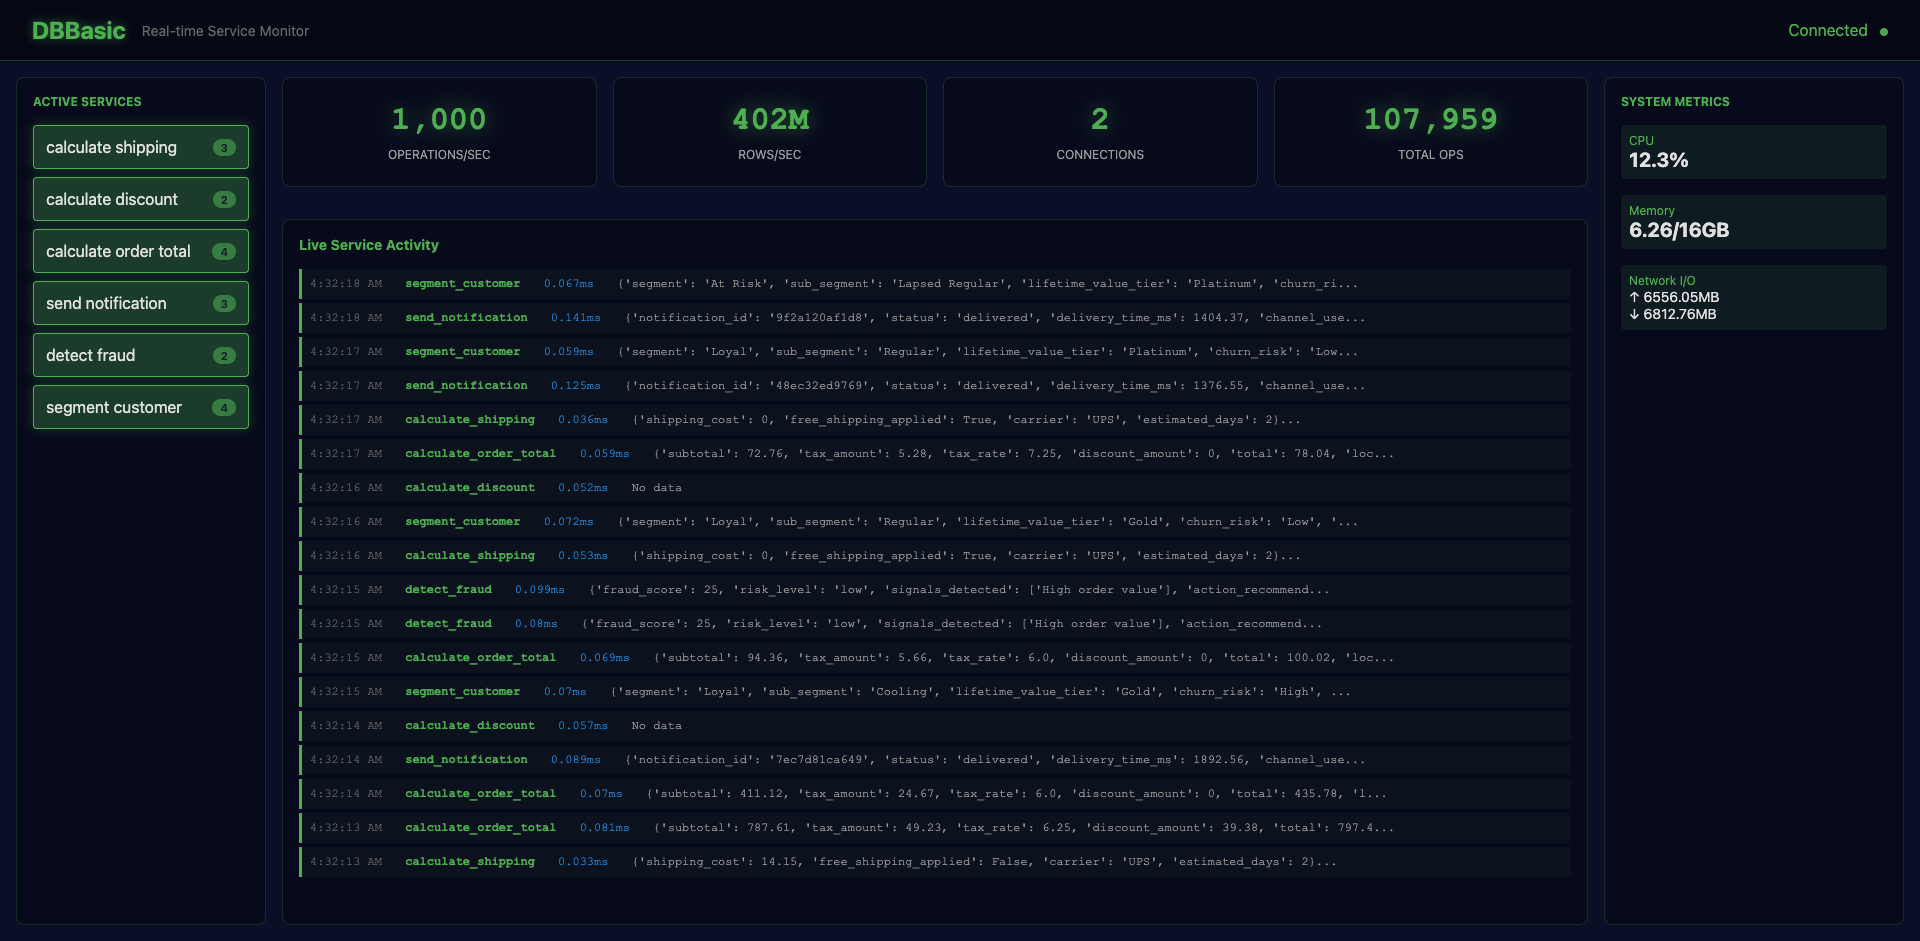 DBBasic Real-time Service Monitor Connected
ACTIVE SERVICES
calculate shipping 3
calculate discount 2
calculate order total 4
send notification 3
detect fraud 2
segment customer 4
1,000
OPERATIONS/SEC
402M
ROWS/SEC
2
CONNECTIONS
107,959
TOTAL OPS
Live Service Activity
4:32:18 AM segment_customer 0.067ms {'segment': 'At Risk', 'sub_segment': 'Lapsed Regular', 'lifetime_value_tier': 'Platinum', 'churn_ri...
4:32:18 AM send_notification 0.141ms {'notification_id': '9f2a120af1d8', 'status': 'delivered', 'delivery_time_ms': 1404.37, 'channel_use...
4:32:17 AM segment_customer 0.059ms {'segment': 'Loyal', 'sub_segment': 'Regular', 'lifetime_value_tier': 'Platinum', 'churn_risk': 'Low...
4:32:17 AM send_notification 0.125ms {'notification_id': '48ec32ed9769', 'status': 'delivered', 'delivery_time_ms': 1376.55, 'channel_use...
4:32:17 AM calculate_shipping 0.036ms {'shipping_cost': 0, 'free_shipping_applied': True, 'carrier': 'UPS', 'estimated_days': 2}...
4:32:17 AM calculate_order_total 0.059ms {'subtotal': 72.76, 'tax_amount': 5.28, 'tax_rate': 7.25, 'discount_amount': 0, 'total': 78.04, 'loc...
4:32:16 AM calculate_discount 0.052ms No data
4:32:16 AM segment_customer 0.072ms {'segment': 'Loyal', 'sub_segment': 'Regular', 'lifetime_value_tier': 'Gold', 'churn_risk': 'Low', '...
4:32:16 AM calculate_shipping 0.053ms {'shipping_cost': 0, 'free_shipping_applied': True, 'carrier': 'UPS', 'estimated_days': 2}...
4:32:15 AM detect_fraud 0.099ms {'fraud_score': 25, 'risk_level': 'low', 'signals_detected': ['High order value'], 'action_recommend...
4:32:15 AM detect_fraud 0.08ms {'fraud_score': 25, 'risk_level': 'low', 'signals_detected': ['High order value'], 'action_recommend...
4:32:15 AM calculate_order_total 0.069ms {'subtotal': 94.36, 'tax_amount': 5.66, 'tax_rate': 6.0, 'discount_amount': 0, 'total': 100.02, 'loc...
4:32:15 AM segment_customer 0.07ms {'segment': 'Loyal', 'sub_segment': 'Cooling', 'lifetime_value_tier': 'Gold', 'churn_risk': 'High', ...
4:32:14 AM calculate_discount 0.057ms No data
4:32:14 AM send_notification 0.089ms {'notification_id': '7ec7d81ca649', 'status': 'delivered', 'delivery_time_ms': 1892.56, 'channel_use...
4:32:14 AM calculate_order_total 0.07ms {'subtotal': 411.12, 'tax_amount': 24.67, 'tax_rate': 6.0, 'discount_amount': 0, 'total': 435.78, 'l...
4:32:13 AM calculate_order_total 0.081ms {'subtotal': 787.61, 'tax_amount': 49.23, 'tax_rate': 6.25, 'discount_amount': 39.38, 'total': 797.4...
4:32:13 AM calculate_shipping 0.033ms {'shipping_cost': 14.15, 'free_shipping_applied': False, 'carrier': 'UPS', 'estimated_days': 2}...
SYSTEM METRICS
CPU
12.3%
Memory
6.26/16GB
Network I/O
↑ 6556.05MB
↓ 6812.76MB